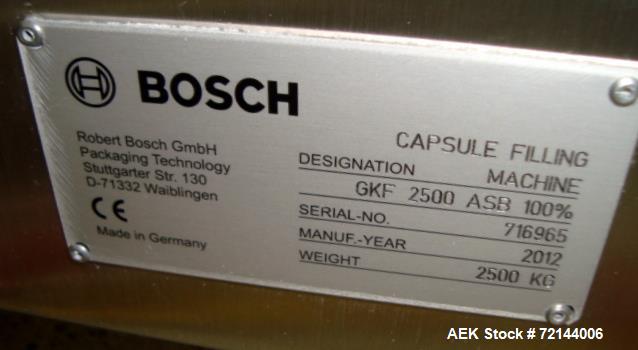 BOSCH
Robert Bosch GmbH
Packaging Technology
Stuttgarter Str. 130
D-71332 Waiblingen
CE
Made in Germany
CAPSULE FILLING
DESIGNATION MACHINE
GKF 2500 ASB 100%
SERIAL-NO. 716965
MANUF.-YEAR 2012
WEIGHT 2500 KG
AEK Stock # 72144006